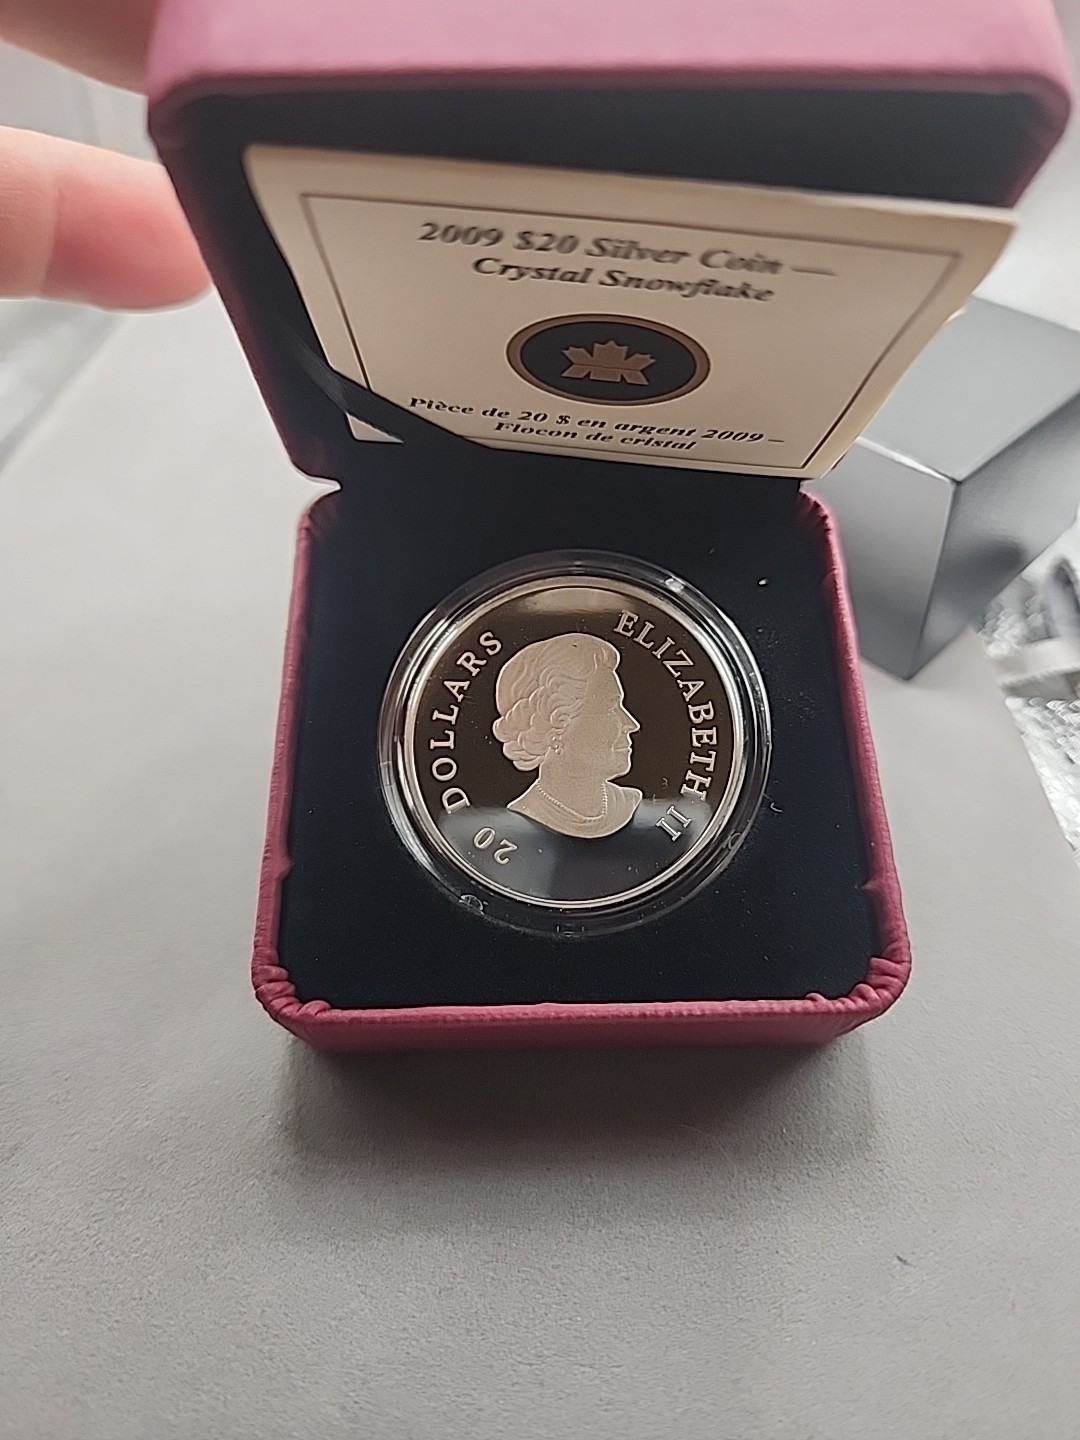 2009 $20 Silver Coin —
Crystal Snowflake
Pièce de 20 $ en argent 2009 –
Flocon de cristal
20 DOLLARS
ELIZABETH II